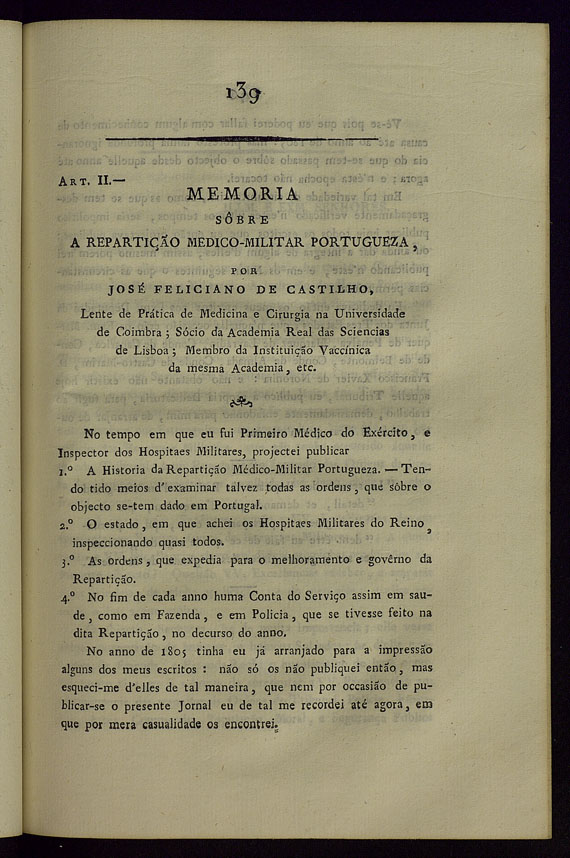 139
ART. II.—
MEMORIA
SÔBRE
A REPARTIÇÃO MEDICO-MILITAR PORTUGUEZA,
POR
JOSÉ FELICIANO DE CASTILHO,
Lente de Prática de Medicina e Cirurgia na Universidade
de Coimbra ; Sócio da Academia Real das Sciencias
de Lisboa ; Membro da Instituição Vaccínica
da mesma Academia, etc.
No tempo em que eu fui Primeiro Médico do Exército, e
Inspector dos Hospitaes Militares, projectei publicar
1.º A Historia da Repartição Médico-Militar Portugueza. — Ten-
do tido meios d'examinar talvez todas as ordens, que sôbre o
objecto se-tem dado em Portugal.
2.º O estado, em que achei os Hospitaes Militares do Reino,
inspeccionando quasi todos.
3.º As ordens, que expedia para o melhoramento e govêrno da
Repartição.
4.º No fim de cada anno huma Conta do Serviço assim em sau-
de, como em Fazenda, e em Policia, que se tivesse feito na
dita Repartição, no decurso do anno.
No anno de 1805 tinha eu já arranjado para a impressão
alguns dos meus escritos : não só os não publiquei então, mas
esqueci-me d'elles de tal maneira, que nem por occasião de pu-
blicar-se o presente Jornal eu de tal me recordei até agora, em
que por mera casualidade os encontrei.